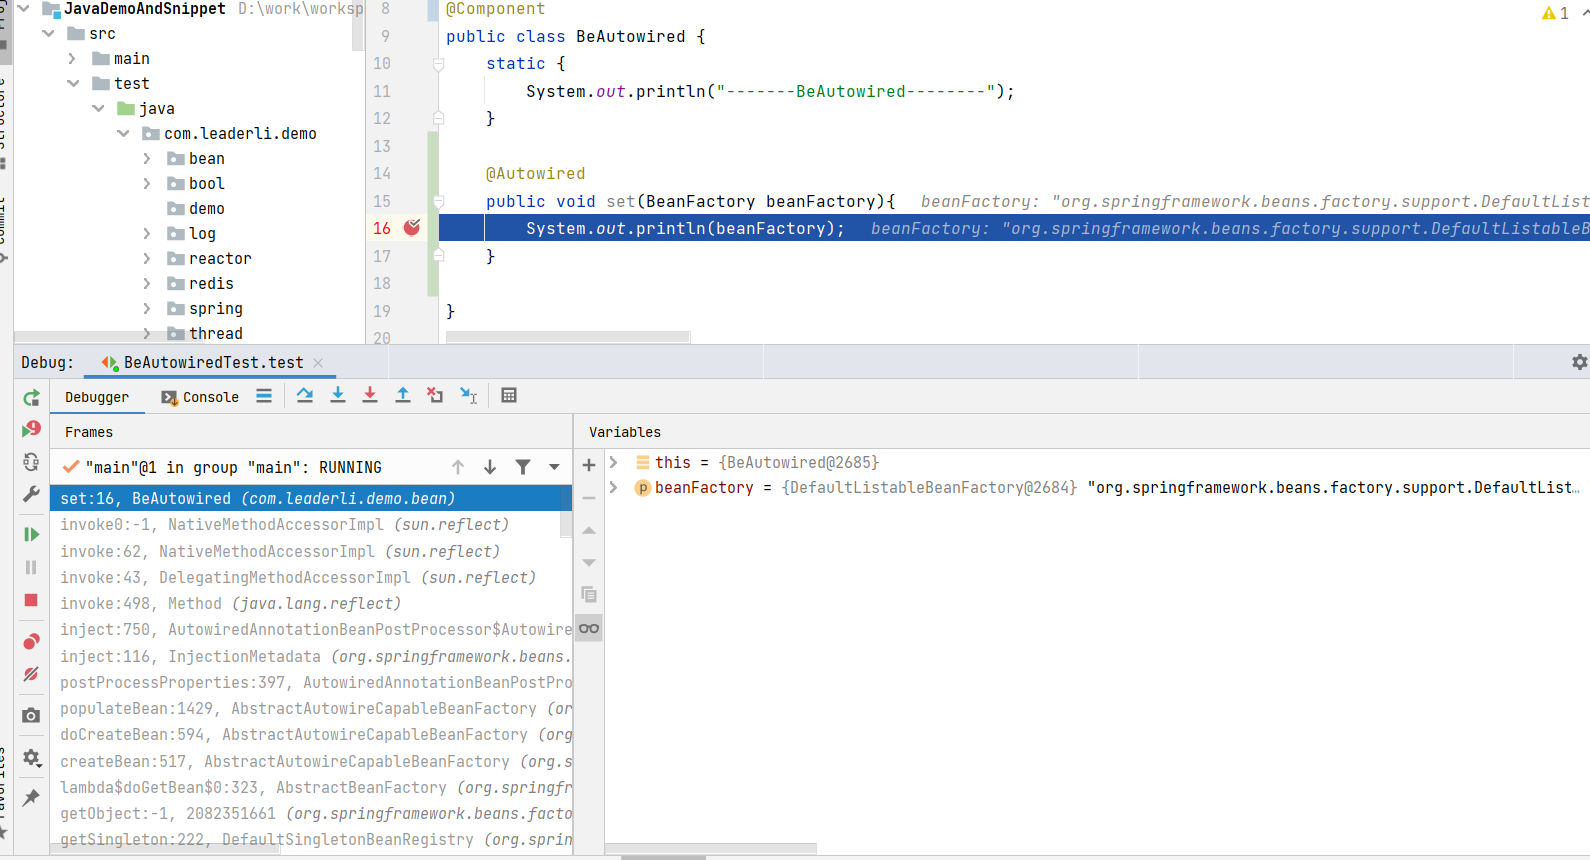 JavaDemoAndSnippet D:\work\worksp
src
main
test
java
com.leaderli.demo
bean
bool
demo
log
reactor
redis
spring
thread
8 @Component
9 public class BeAutowired {
10 static {
11 System.out.println("-------BeAutowired--------");
12 }
13
14 @Autowired
15 public void set(BeanFactory beanFactory){ beanFactory: "org.springframework.beans.factory.support.DefaultList
16 System.out.println(beanFactory); beanFactory: "org.springframework.beans.factory.support.DefaultListableB
17 }
18
19 }
20
1
Debug: BeAutowiredTest.test
Debugger Console
Frames
"main"@1 in group "main": RUNNING
set:16, BeAutowired (com.leaderli.demo.bean)
invoke0:-1, NativeMethodAccessorImpl (sun.reflect)
invoke:62, NativeMethodAccessorImpl (sun.reflect)
invoke:43, DelegatingMethodAccessorImpl (sun.reflect)
invoke:498, Method (java.lang.reflect)
inject:750, AutowiredAnnotationBeanPostProcessor$Autowire
inject:116, InjectionMetadata (org.springframework.beans.
postProcessProperties:397, AutowiredAnnotationBeanPostPro
populateBean:1429, AbstractAutowireCapableBeanFactory (or
doCreateBean:594, AbstractAutowireCapableBeanFactory (org
createBean:517, AbstractAutowireCapableBeanFactory (org.s
lambda$doGetBean$0:323, AbstractBeanFactory (org.springfr
getObject:-1, 2082351661 (org.springframework.beans.facto
getSingleton:222, DefaultSingletonBeanRegistry (org.sprin
Variables
this = {BeAutowired@2685}
p beanFactory = {DefaultListableBeanFactory@2684} "org.springframework.beans.factory.support.DefaultList…